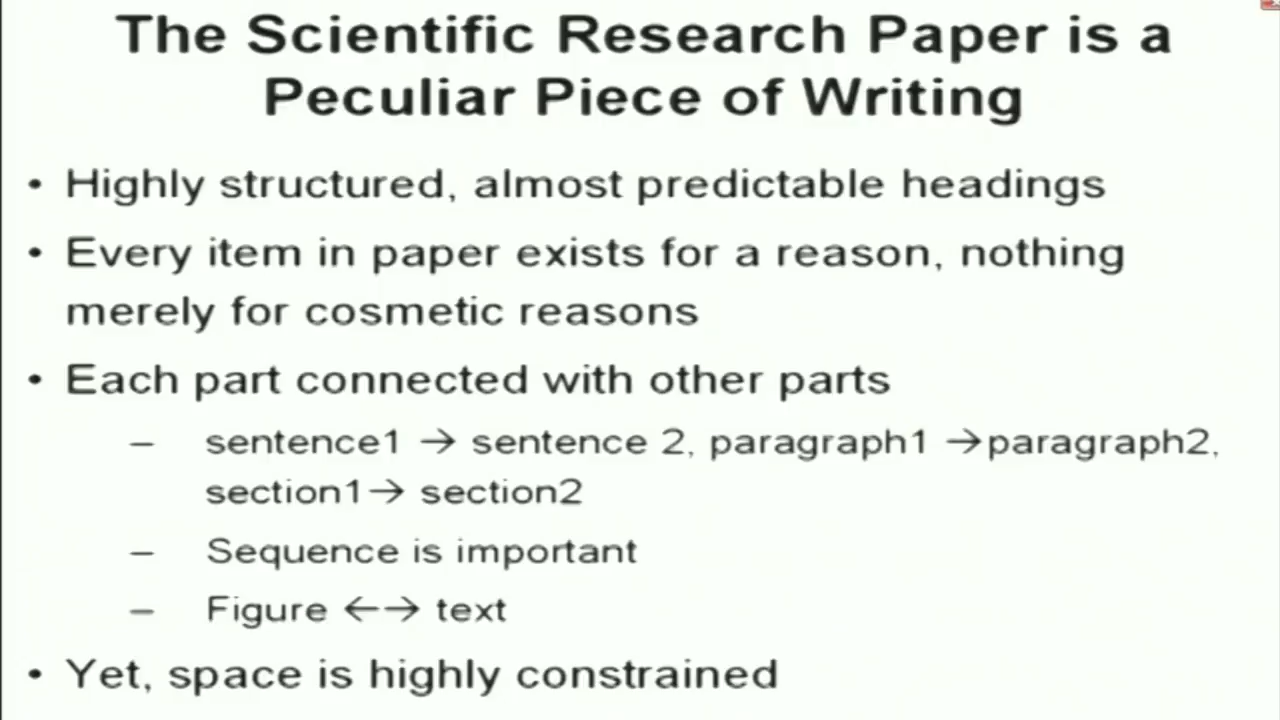 The Scientific Research Paper is a
Peculiar Piece of Writing
• Highly structured, almost predictable headings
• Every item in paper exists for a reason, nothing
merely for cosmetic reasons
• Each part connected with other parts
– sentence1 → sentence 2, paragraph1 →paragraph2,
section1→ section2
– Sequence is important
– Figure ←→ text
• Yet, space is highly constrained